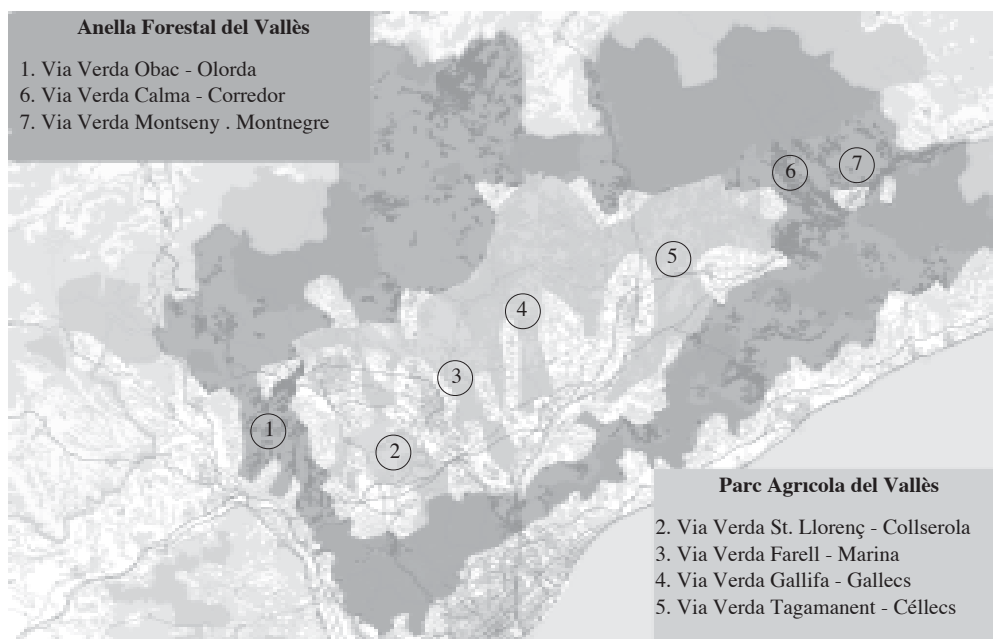 Anella Forestal del Vallès
1. Via Verda Obac - Olorda
6. Via Verda Calma - Corredor
7. Via Verda Montseny . Montnegre
6
7
5
4
3
1
2
Parc Agrıcola del Vallès
2. Via Verda St. Llorenç - Collserola
3. Via Verda Farell - Marina
4. Via Verda Gallifa - Gallecs
5. Via Verda Tagamanent - Céllecs